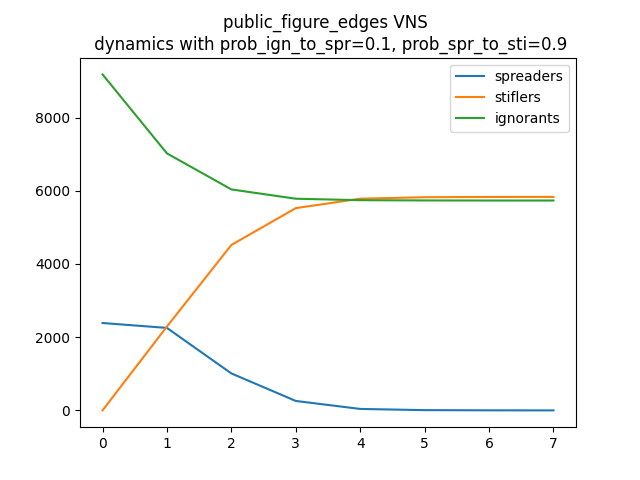 public_figure_edges VNS
dynamics with prob_ign_to_spr=0.1, prob_spr_to_sti=0.9
spreaders
stiflers
ignorants
8000
6000
4000
2000
0
0 1 2 3 4 5 6 7